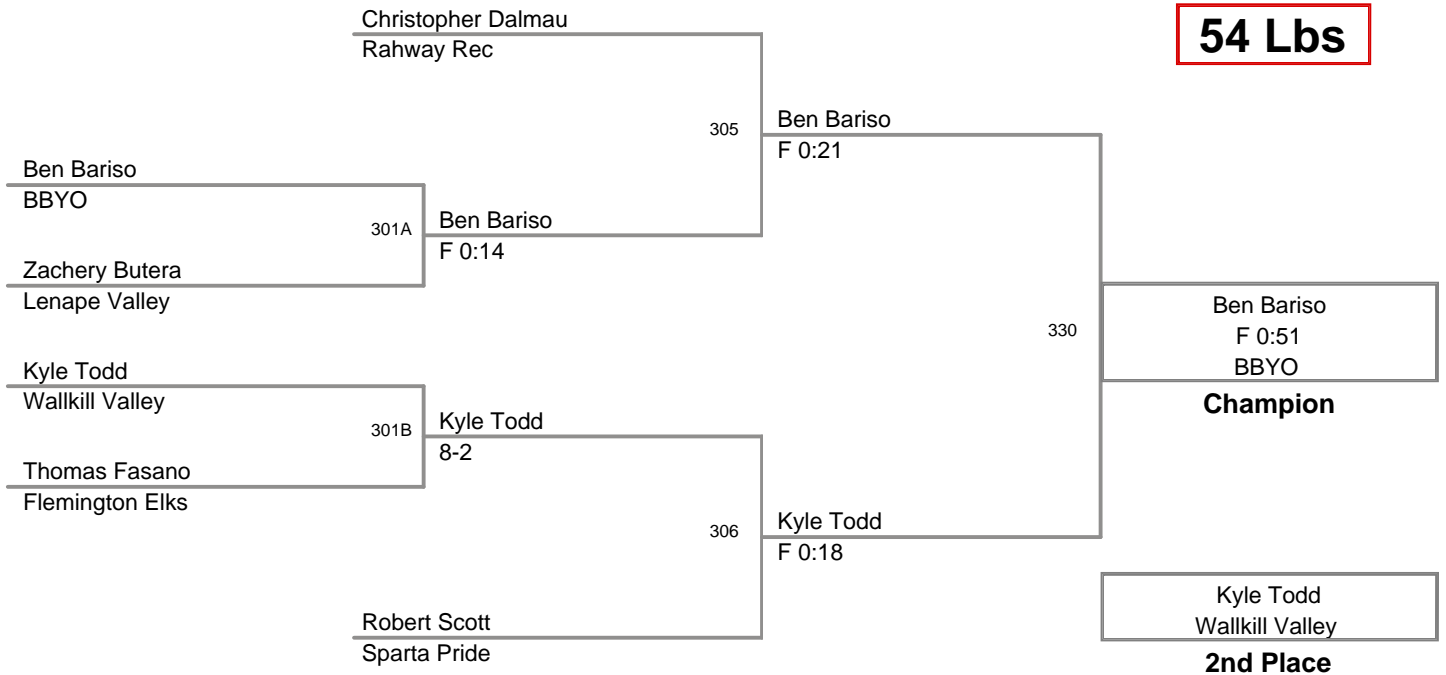 Christopher Dalmau
Rahway Rec
54 Lbs
305
Ben Bariso
F 0:21
Ben Bariso
BBYO
301A
Ben Bariso
F 0:14
Zachery Butera
Lenape Valley
330
Ben Bariso
F 0:51
BBYO
Champion
Kyle Todd
Wallkill Valley
301B
Kyle Todd
8-2
Thomas Fasano
Flemington Elks
306
Kyle Todd
F 0:18
Robert Scott
Sparta Pride
Kyle Todd
Wallkill Valley
2nd Place